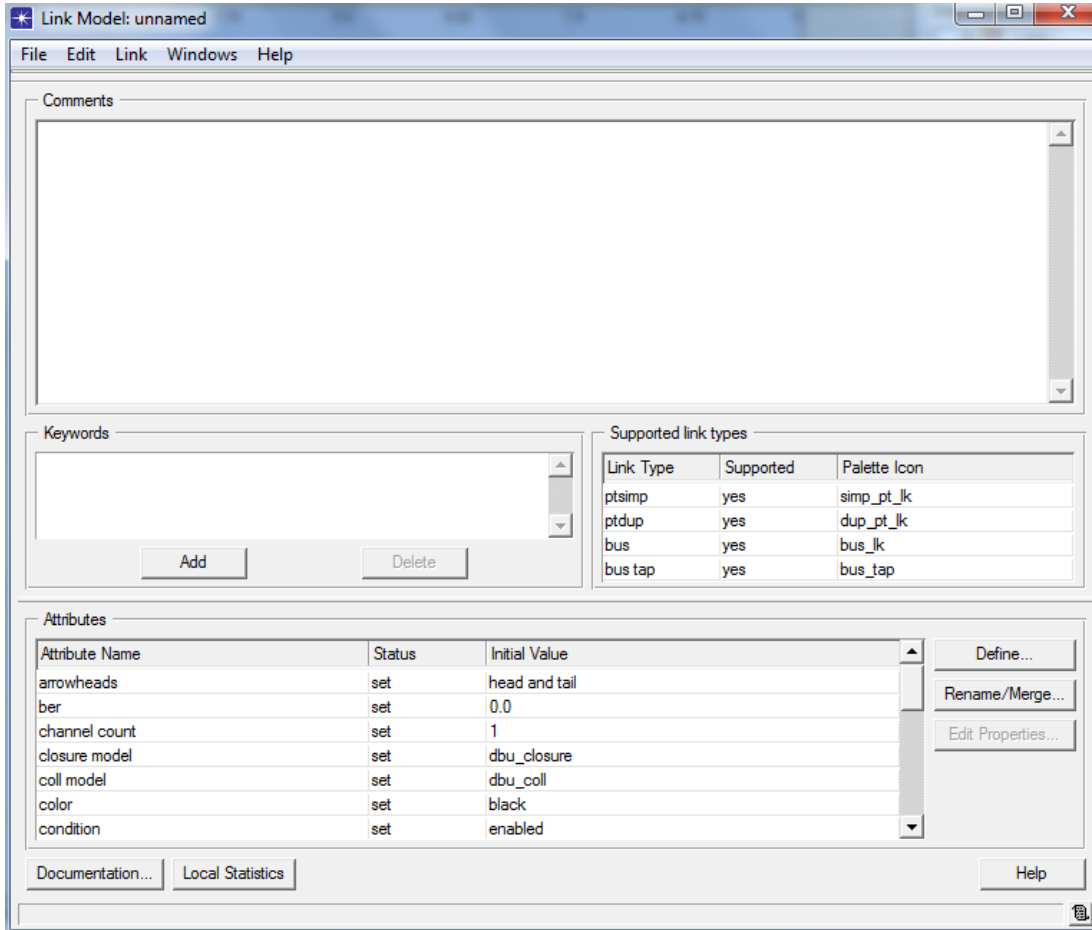 Link Model: unnamed
File Edit Link Windows Help
Comments
Keywords
Add Delete
Supported link types
Link Type Supported Palette Icon
ptsimp yes simp_pt_lk
ptdup yes dup_pt_lk
bus yes bus_lk
bus tap yes bus_tap
Attributes
Attribute Name Status Initial Value
arrowheads set head and tail
ber set 0.0
channel count set 1
closure model set dbu_closure
coll model set dbu_coll
color set black
condition set enabled
Define...
Rename/Merge...
Edit Properties...
Documentation... Local Statistics Help